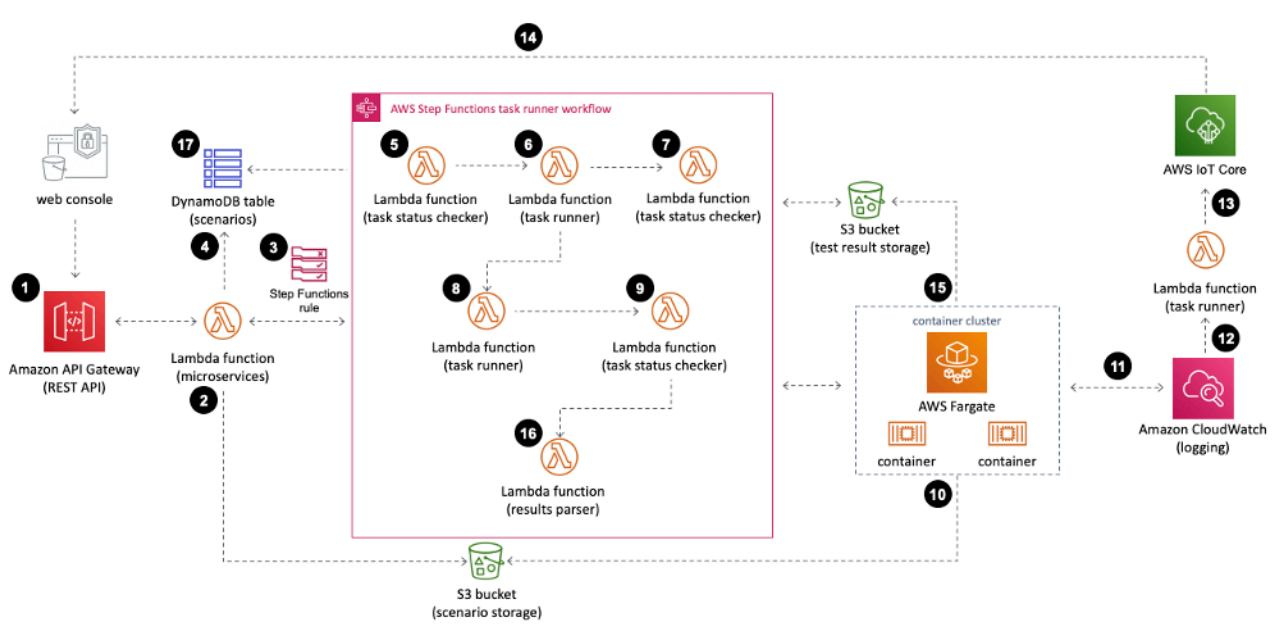 14
AWS Step Functions task runner workflow
web console
17
DynamoDB table
(scenarios)
4
3
Step Functions
rule
1
Amazon API Gateway
(REST API)
Lambda function
(microservices)
2
5
Lambda function
(task status checker)
6
Lambda function
(task runner)
7
Lambda function
(task status checker)
8
Lambda function
(task runner)
9
Lambda function
(task status checker)
16
Lambda function
(results parser)
S3 bucket
(test result storage)
15
container cluster
AWS Fargate
container
container
10
11
AWS IoT Core
13
Lambda function
(task runner)
12
Amazon CloudWatch
(logging)
S3 bucket
(scenario storage)